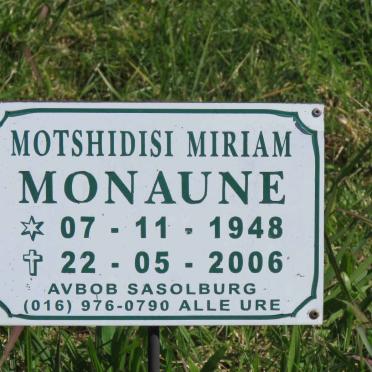 MOTSHIDISI MIRIAM
MONAUNE
07 - 11 - 1948
22 - 05 - 2006
AVBOB SASOLBURG
(016) 976-0790 ALLE URE